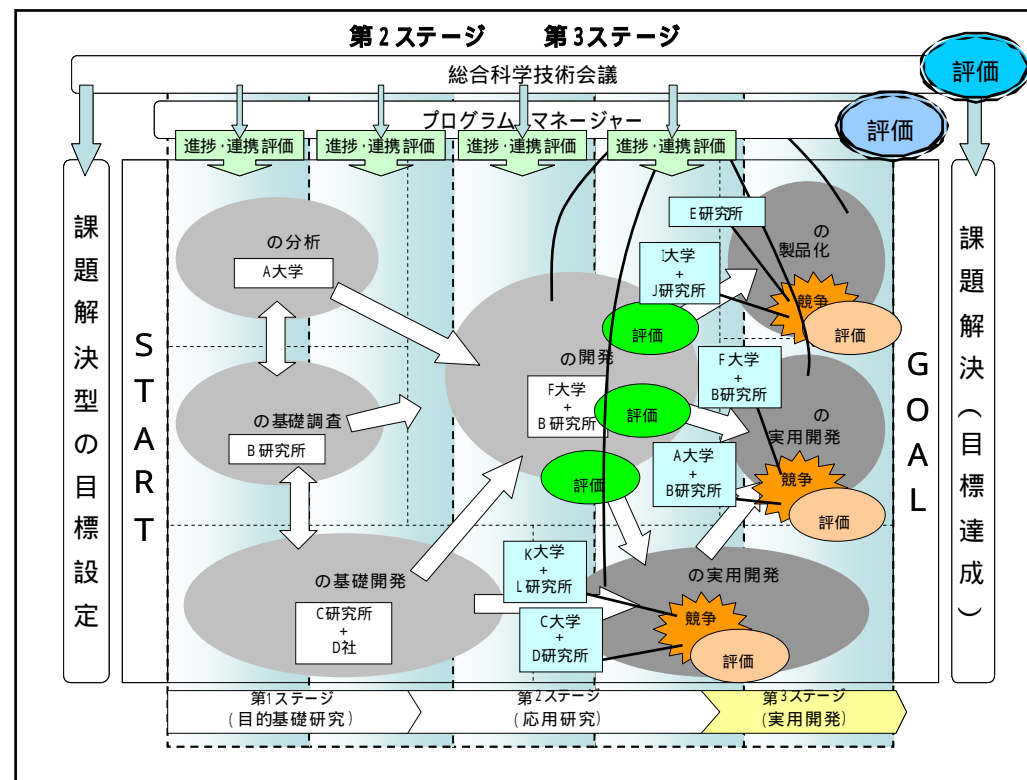 第2ステージ 第3ステージ
総合科学技術会議
評価
プログラム マネージャー
評価
進捗・連携評価
進捗・連携評価
進捗・連携評価
進捗・連携評価
課題解決型の目標設定
START
の分析
A大学
の基礎調査
B研究所
の基礎開発
C研究所
+
D社
の開発
F大学
+
B研究所
評価
評価
評価
E研究所
I大学
+
J研究所
の
製品化
競争
評価
F大学
+
B研究所
の
実用開発
A大学
+
B研究所
競争
評価
K大学
+
L研究所
C大学
+
D研究所
の実用開発
競争
評価
GOAL
課題解決(目標達成)
第1ステージ
(目的基礎研究)
第2ステージ
(応用研究)
第3ステージ
(実用開発)